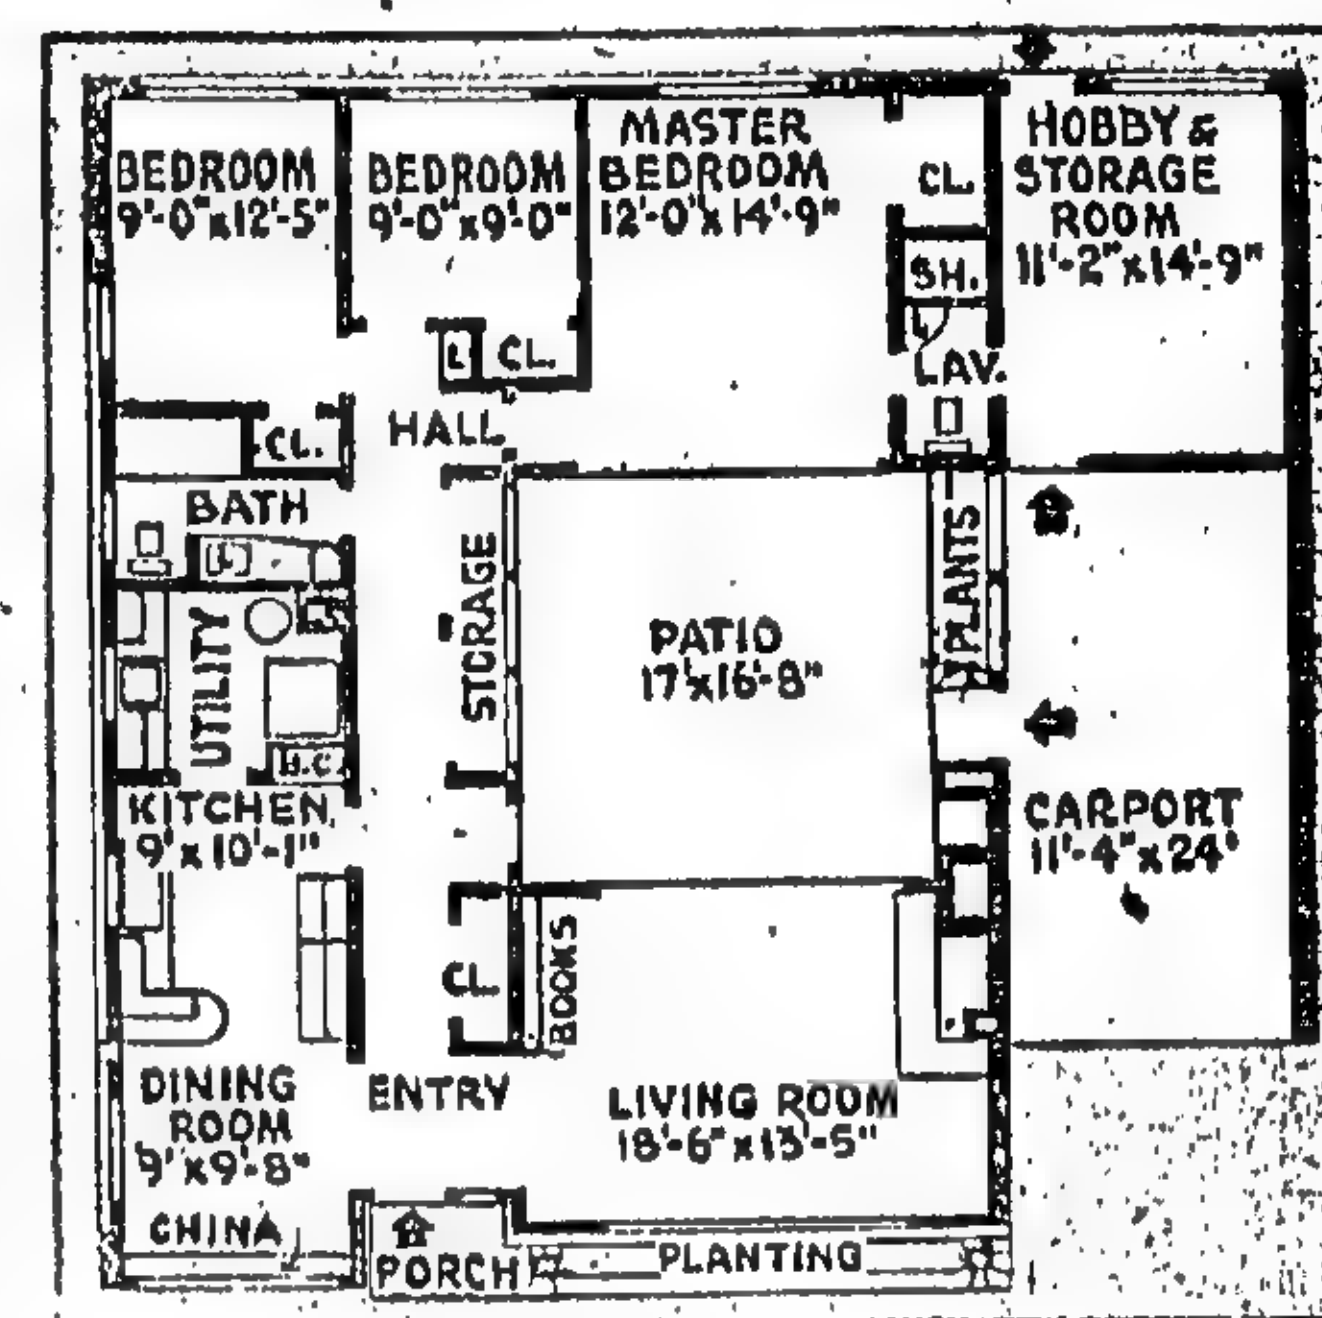 BEDROOM
9'-0"x12'-5"
BEDROOM
9'-0"x9'-0"
MASTER
BEDROOM
12'-0"x14'-9"
CL.
HOBBY &
STORAGE
ROOM
11'-2"x14'-9"
SH.
L
CL.
LAV.
HALL
CL.
BATH
STORAGE
PLANTS
UTILITY
PATIO
17'x16'-8"
H.C.
KITCHEN
9'x10'-1"
CARPORT
11'-4"x24'
CL
BOOKS
DINING
ROOM
9'x9'-8"
ENTRY
LIVING ROOM
18'-6"x13'-5"
CHINA
PORCH
PLANTING